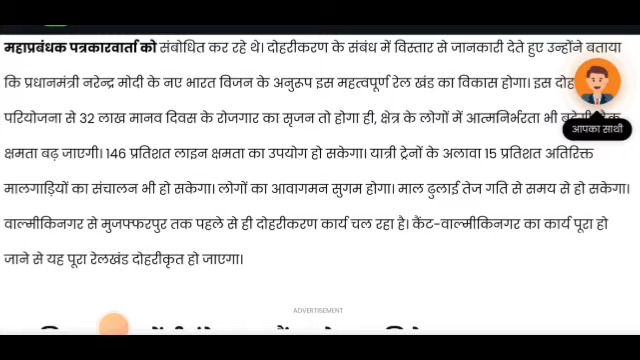 महाप्रबंधक पत्रकारवार्ता को संबोधित कर रहे थे। दोहरीकरण के संबंध में विस्तार से जानकारी देते हुए उन्होंने बताया
कि प्रधानमंत्री नरेन्द्र मोदी के नए भारत विजन के अनुरूप इस महत्वपूर्ण रेल खंड का विकास होगा। इस
परियोजना से 32 लाख मानव दिवस के रोजगार का सृजन तो होगा ही, क्षेत्र के लोगों में आत्मनिर्भरता भी
आपका साथी
क्षमता बढ़ जाएगी। 146 प्रतिशत लाइन क्षमता का उपयोग हो सकेगा। यात्री ट्रेनों के अलावा 15 प्रतिशत अतिरिक्त
मालगाड़ियों का संचालन भी हो सकेगा। लोगों का आवागमन सुगम होगा। माल ढुलाई तेज गति से समय से हो सकेगा।
वाल्मीकिनगर से मुजफ्फरपुर तक पहले से ही दोहरीकरण कार्य चल रहा है। कैंट-वाल्मीकिनगर का कार्य पूरा हो
जाने से यह पूरा रेलखंड दोहरीकृत हो जाएगा।
ADVERTISEMENT